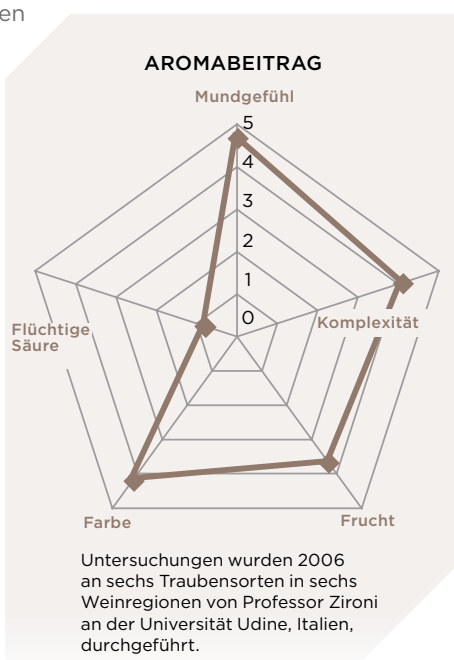 en
AROMABEITRAG
Mundgefühl
5
4
3
2
1
0
Flüchtige
Säure
Komplexität
Farbe
Frucht
Untersuchungen wurden 2006
an sechs Traubensorten in sechs
Weinregionen von Professor Zironi
an der Universität Udine, Italien,
durchgeführt.